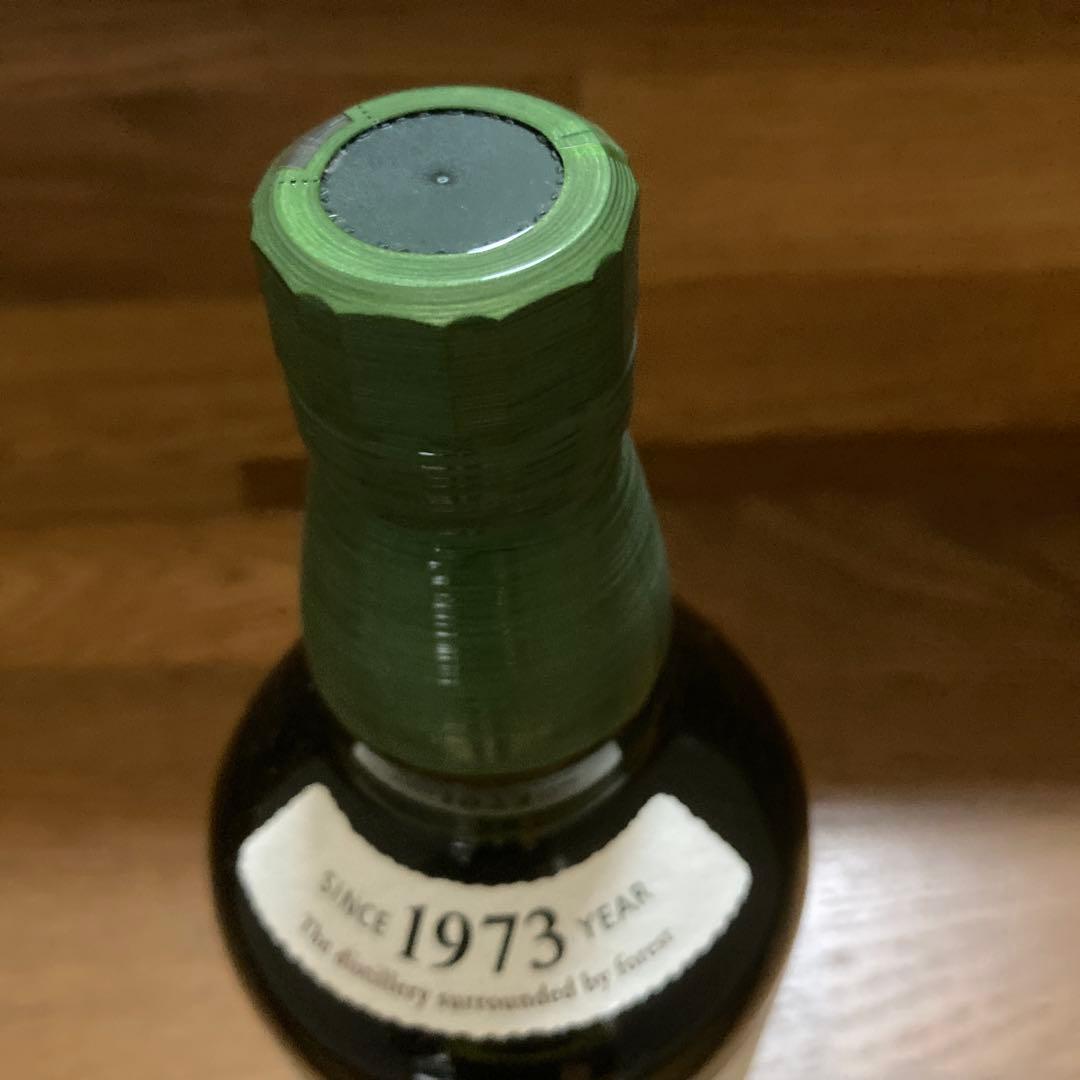 SINCE 1973 YEAR
The distillery surrounded by forest